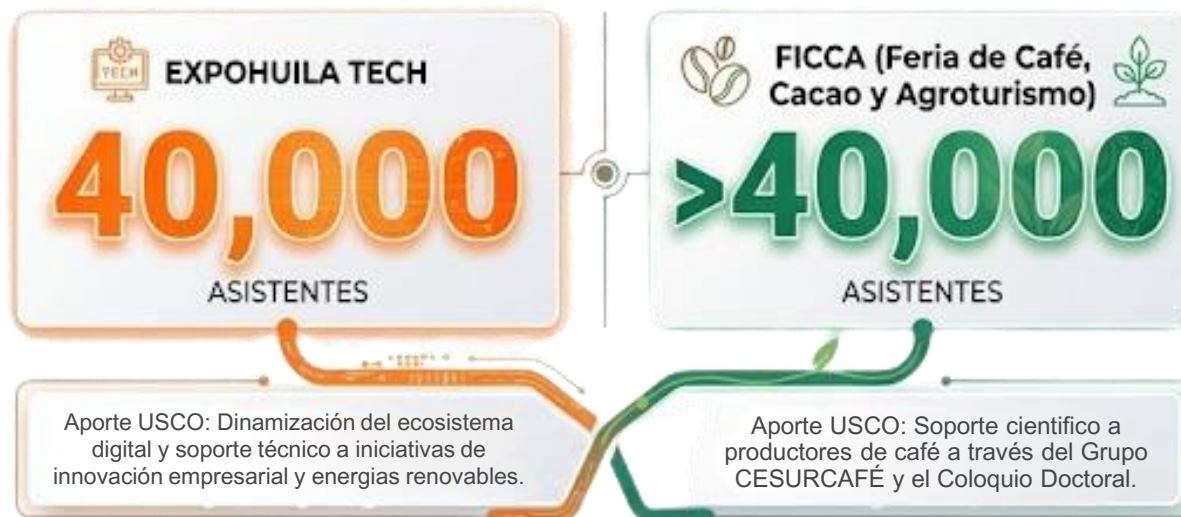 TECH
EXPOHUILA TECH
40,000
ASISTENTES
Aporte USCO: Dinamización del ecosistema
digital y soporte técnico a iniciativas de
innovación empresarial y energias renovables.
FICCA (Feria de Café,
Cacao y Agroturismo)
>40,000
ASISTENTES
Aporte USCO: Soporte cientifico a
productores de café a través del Grupo
CESURCAFÉ y el Coloquio Doctoral.